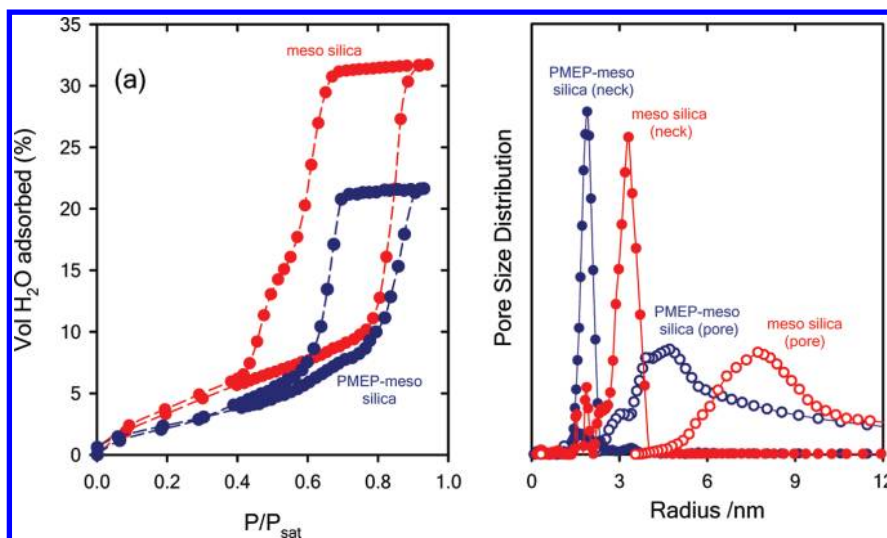 35
30
25
20
15
10
5
0
Vol H₂O adsorbed (%)
(a)
meso silica
PMEP-meso
silica
0.0 0.2 0.4 0.6 0.8 1.0
P/Psat
Pore Size Distribution
PMEP-meso
silica (neck)
meso silica
(neck)
PMEP-meso
silica (pore)
meso silica
(pore)
0 3 6 9 12
Radius /nm